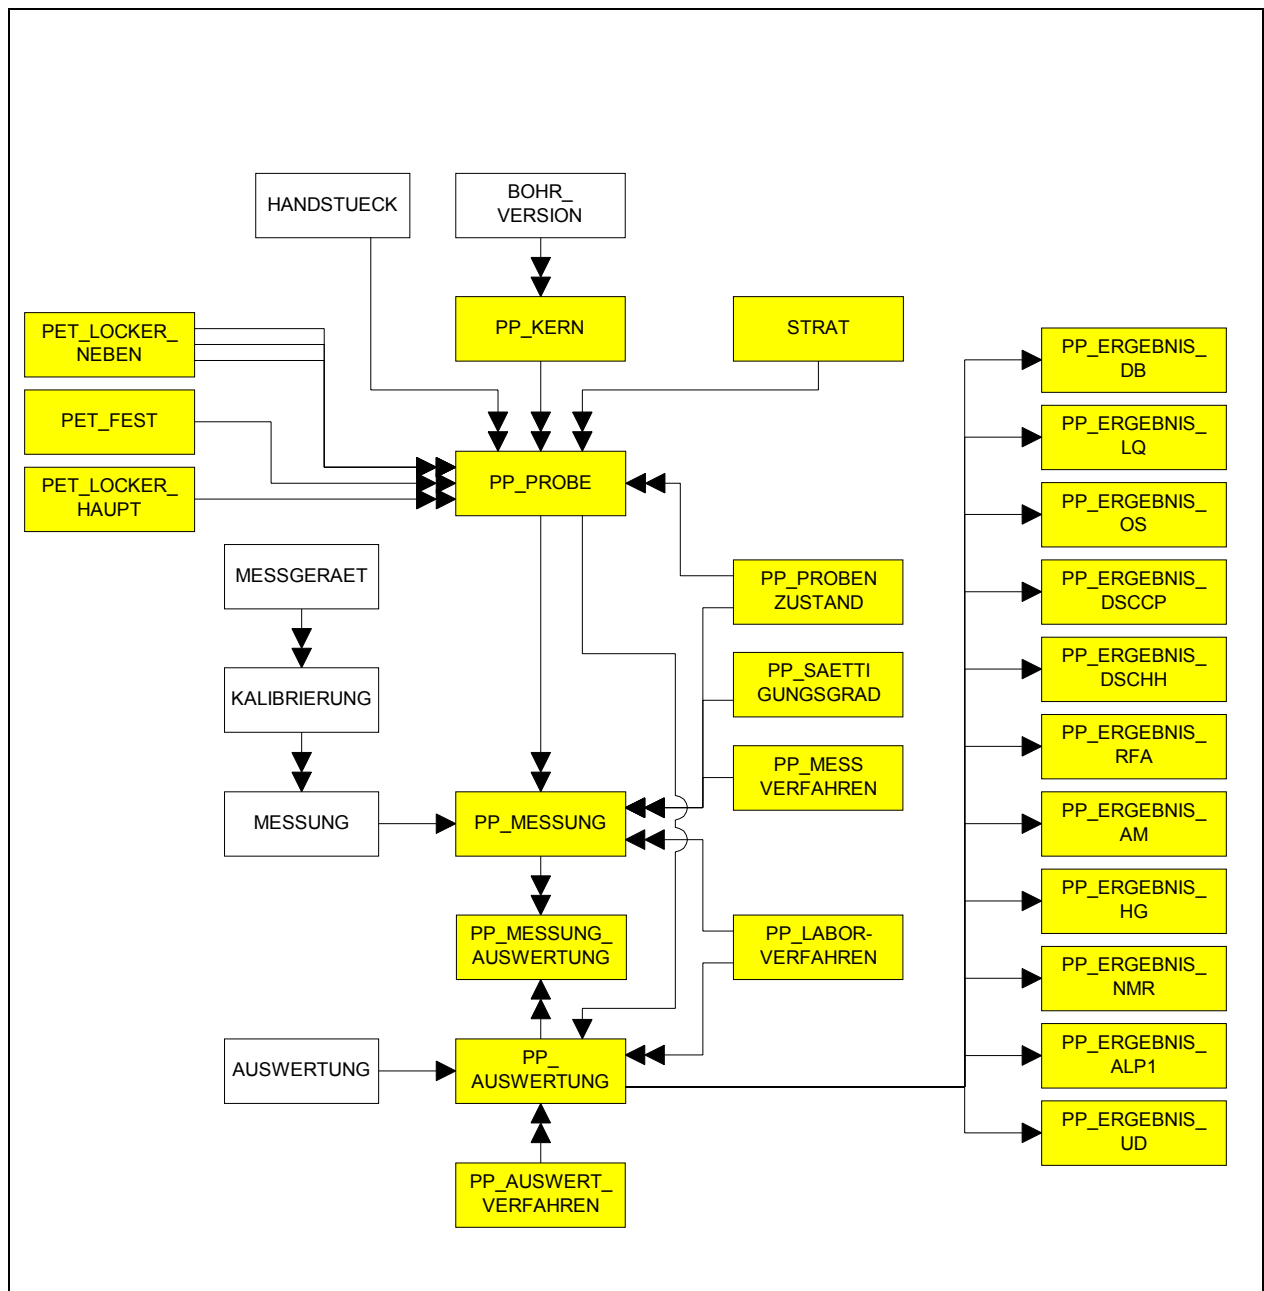 HANDSTUECK
BOHR_
VERSION
PP_KERN
STRAT
PET_LOCKER_
NEBEN
PET_FEST
PET_LOCKER_
HAUPT
PP_PROBE
MESSGERAET
KALIBRIERUNG
MESSUNG
PP_PROBEN
ZUSTAND
PP_SAETTI
GUNGSGRAD
PP_MESS
VERFAHREN
PP_MESSUNG
PP_MESSUNG_
AUSWERTUNG
PP_LABOR-
VERFAHREN
AUSWERTUNG
PP_
AUSWERTUNG
PP_AUSWERT_
VERFAHREN
PP_ERGEBNIS_
DB
PP_ERGEBNIS_
LQ
PP_ERGEBNIS_
OS
PP_ERGEBNIS_
DSCCP
PP_ERGEBNIS_
DSCHH
PP_ERGEBNIS_
RFA
PP_ERGEBNIS_
AM
PP_ERGEBNIS_
HG
PP_ERGEBNIS_
NMR
PP_ERGEBNIS_
ALP1
PP_ERGEBNIS_
UD